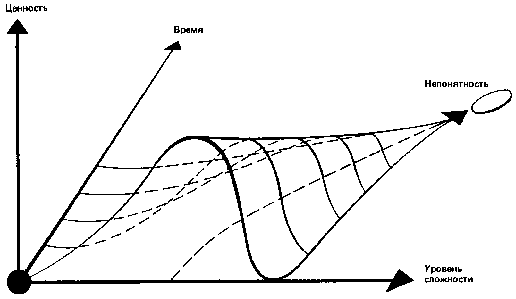 Ценность
Время
Непонятность
Уровень
сложности